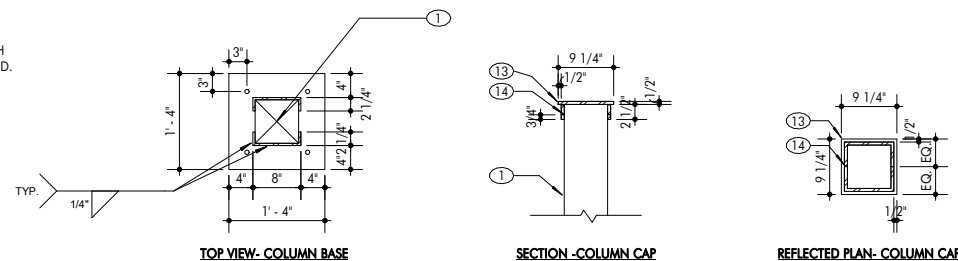 H
D.
TYP.
1/4"
3"
3"
1' - 4"
4"
2 1/4"
2 1/4"
4"
4"
8"
4"
1' - 4"
1
TOP VIEW- COLUMN BASE
9 1/4"
1/2"
1/2"
2 1/2"
3/4"
13
14
1
SECTION -COLUMN CAP
9 1/4"
13
14
9 1/4"
1/2"
EQ.
EQ.
1/2"
REFLECTED PLAN- COLUMN CAP